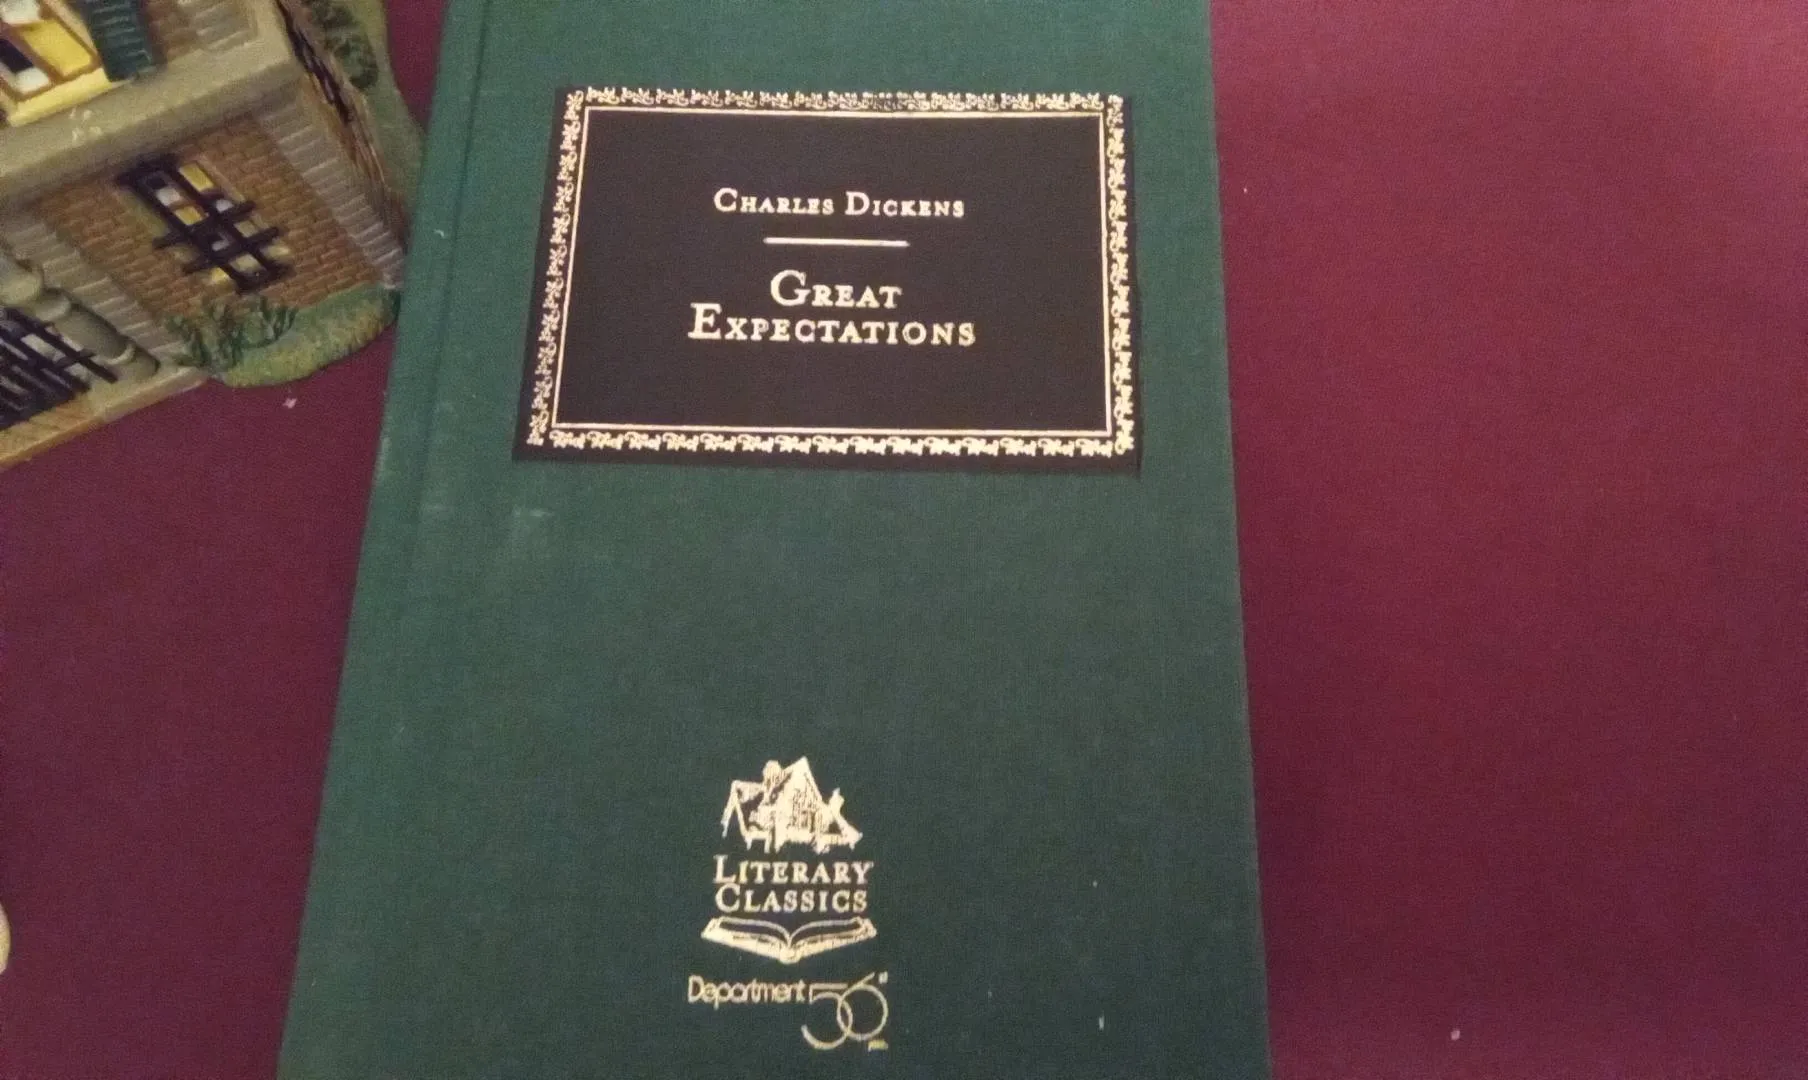 Charles Dickens
Great
Expectations
Literary
Classics
Department 56